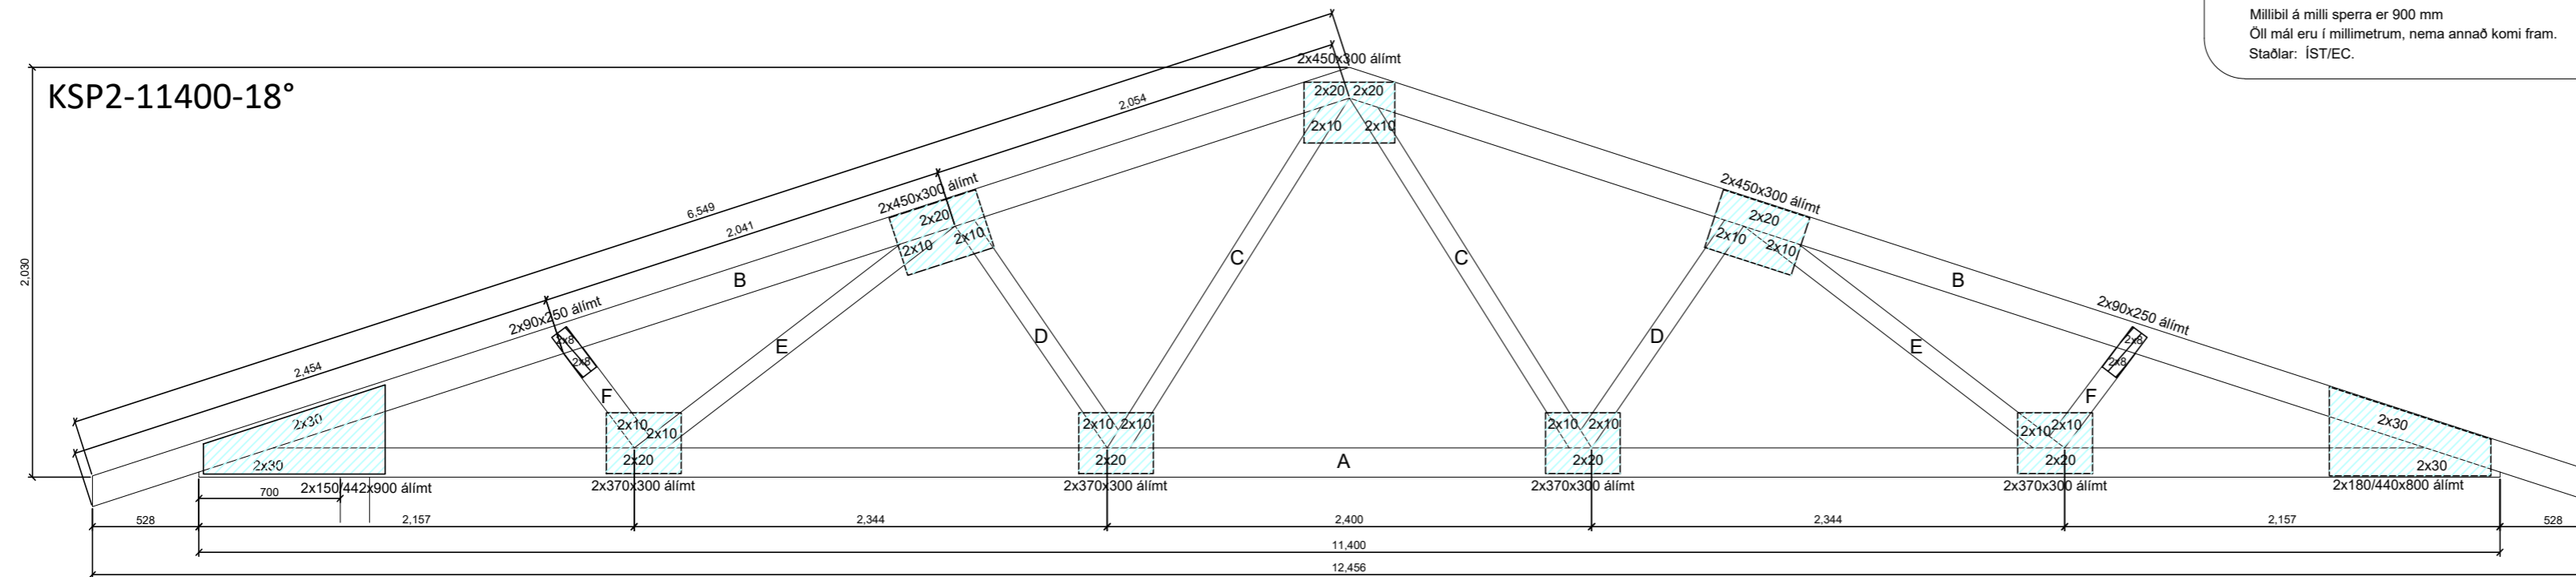 Millibil á milli sperra er 900 mm
Öll mál eru í millimetrum, nema annað komi fram.
Staðlar: ÍST/EC.
KSP2-11400-18°
2x450x300 álímt
2x20 2x20
2x10 2x10
2,054
6,549
2,041
2,454
2,030
2x450x300 álímt
2x20
2x10 2x10
2x450x300 álímt
2x20
2x10 2x10
B
B
C
C
D
D
E
E
F
F
2x90x250 álímt
2x8
2x8
2x90x250 álímt
2x8
2x8
2x30
2x30
2x10 2x10
2x20
2x10 2x10
2x20
A
2x10 2x10
2x20
2x10 2x10
2x20
2x30
2x30
700
2x150/442x900 álímt
2x370x300 álímt
2x370x300 álímt
2x370x300 álímt
2x370x300 álímt
2x180/440x800 álímt
528
2,157
2,344
2,400
2,344
2,157
528
11,400
12,456